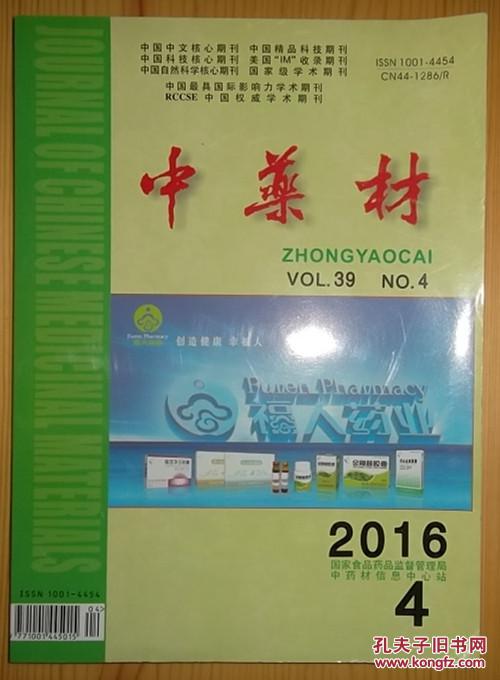 中国中文核心期刊 中国精品科技期刊
中国科技核心期刊 美国"IM"收录期刊
中国自然科学核心期刊 国家级学术期刊
中国最具国际影响力学术期刊
RCCSE 中国权威学术期刊
ISSN 1001-4454
CN44-1286/R
JOURNAL OF CHINESE MEDICINAL MATERIALS
中藥材
ZHONGYAOCAI
VOL.39 NO.4
Furen Pharmacy
创造健康 幸福人
Furen Pharmacy
福人药业
2016
国家食品药品监督管理局
中药材信息中心站
4
ISSN 1001-4454
04
771001 445015
孔夫子旧书网
www.kongfz.com